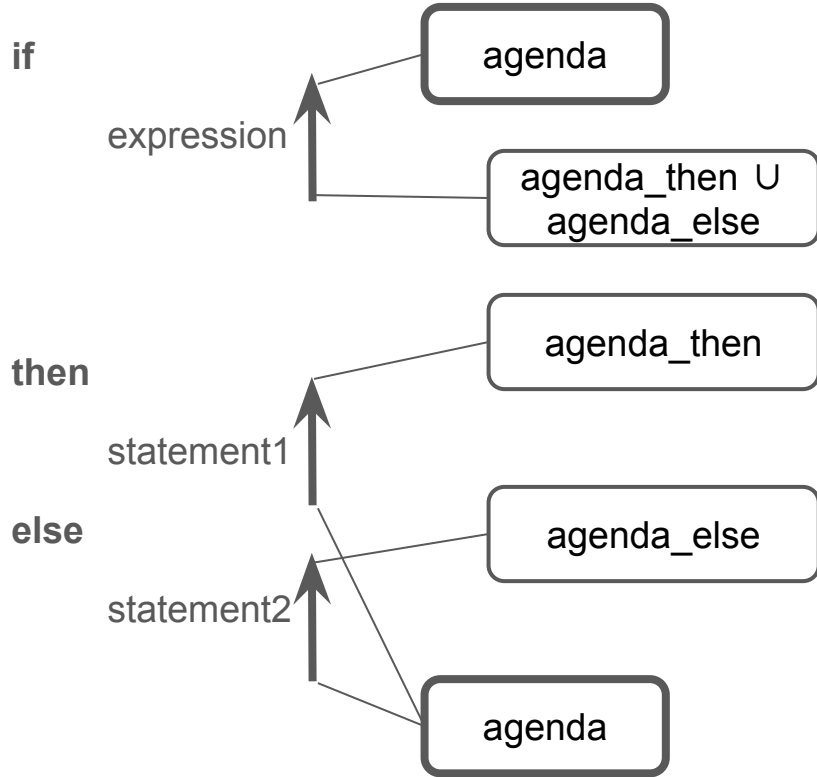 if
agenda
expression
agenda_then ∪
agenda_else
agenda_then
then
statement1
else
agenda_else
statement2
agenda